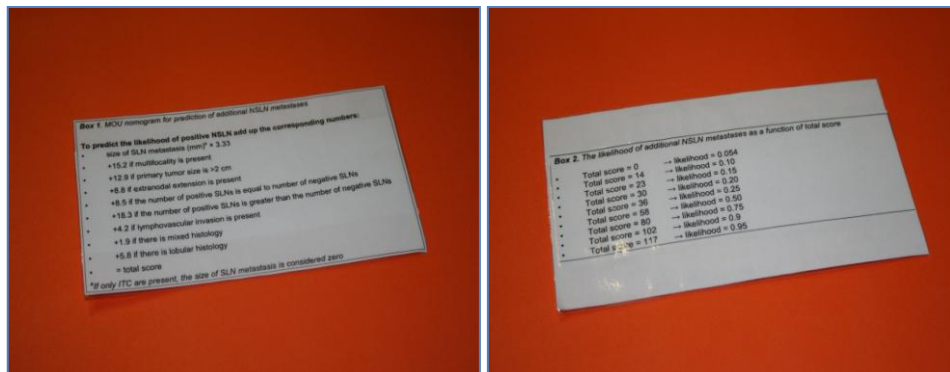 Box 1. MOU nomogram for prediction of additional NSLN metastases
To predict the likelihood of positive NSLN add up the corresponding numbers:
• size of SLN metastasis (mm)* × 3.33
• +15.2 if multifocality is present
• +12.9 if primary tumor size is >2 cm
• +8.8 if extranodal extension is present
• +8.5 if the number of positive SLNs is equal to number of negative SLNs
• +18.3 if the number of positive SLNs is greater than the number of negative SLNs
• +4.2 if lymphovascular invasion is present
• +1.9 if there is mixed histology
• +5.8 if there is lobular histology
• = total score
*If only ITC are present, the size of SLN metastasis is considered zero
Box 2. The likelihood of additional NSLN metastases as a function of total score
• Total score = 0 → likelihood = 0.054
• Total score = 14 → likelihood = 0.10
• Total score = 23 → likelihood = 0.15
• Total score = 30 → likelihood = 0.20
• Total score = 36 → likelihood = 0.25
• Total score = 58 → likelihood = 0.50
• Total score = 80 → likelihood = 0.75
• Total score = 102 → likelihood = 0.9
• Total score = 117 → likelihood = 0.95